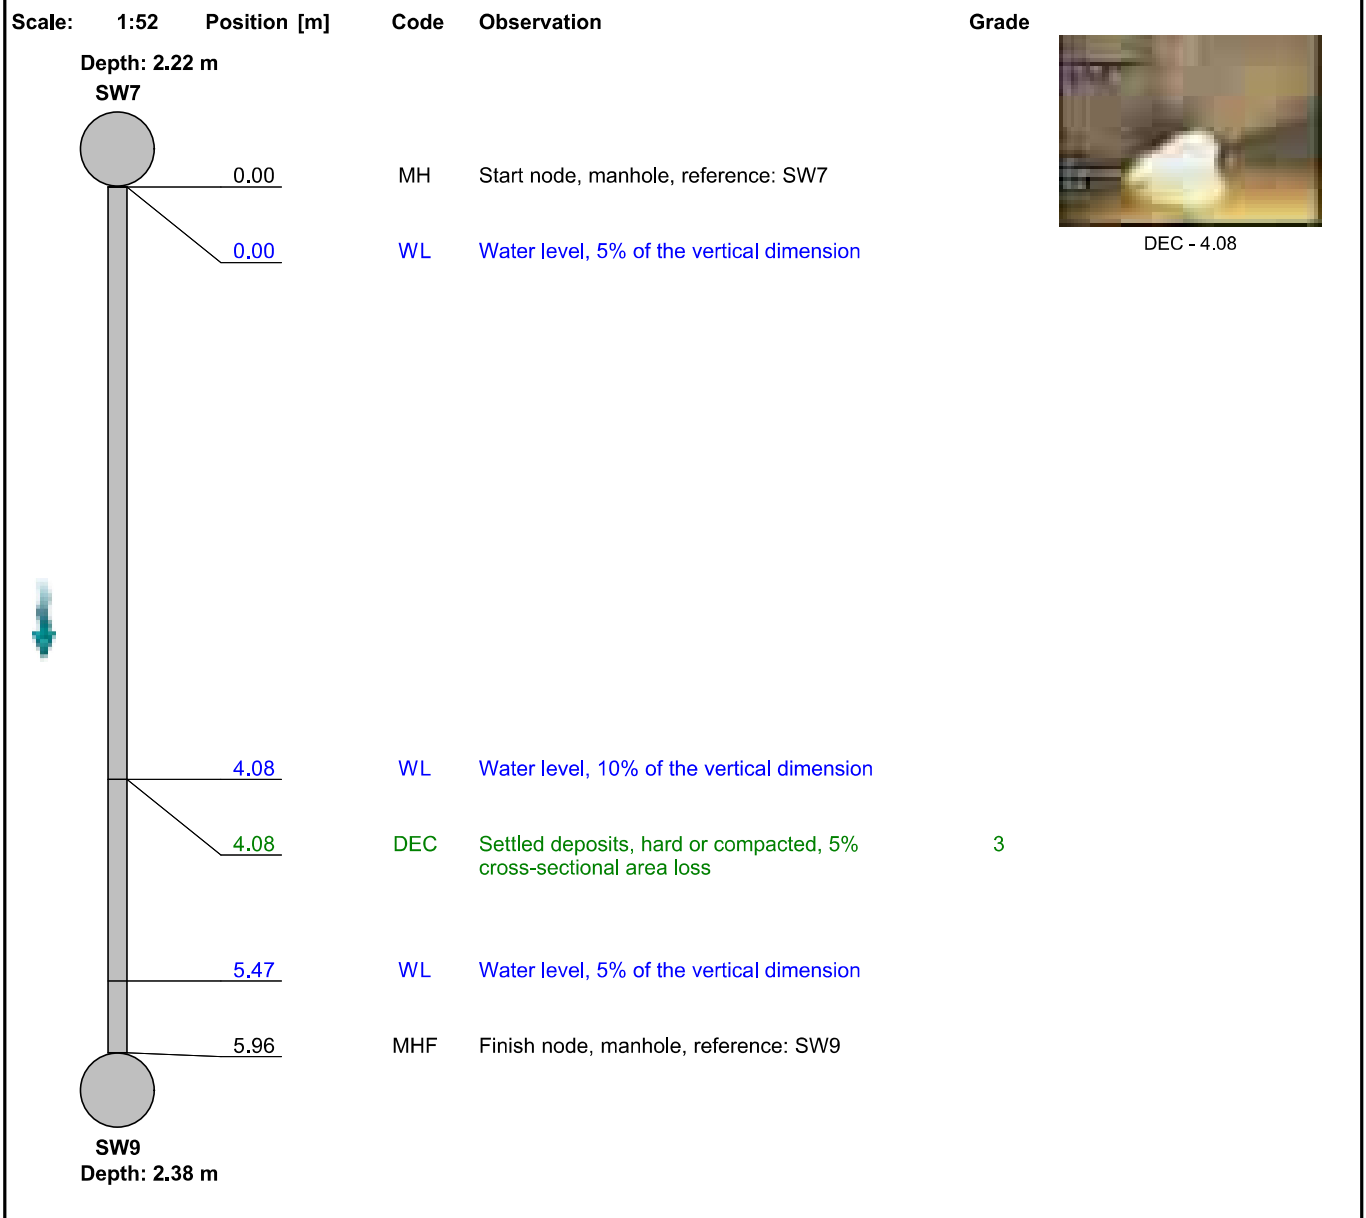 Scale: 1:52 Position [m] Code Observation Grade
Depth: 2.22 m
SW7
0.00 MH Start node, manhole, reference: SW7
0.00 WL Water level, 5% of the vertical dimension
DEC - 4.08
4.08 WL Water level, 10% of the vertical dimension
4.08 DEC Settled deposits, hard or compacted, 5% 3
cross-sectional area loss
5.47 WL Water level, 5% of the vertical dimension
5.96 MHF Finish node, manhole, reference: SW9
SW9
Depth: 2.38 m